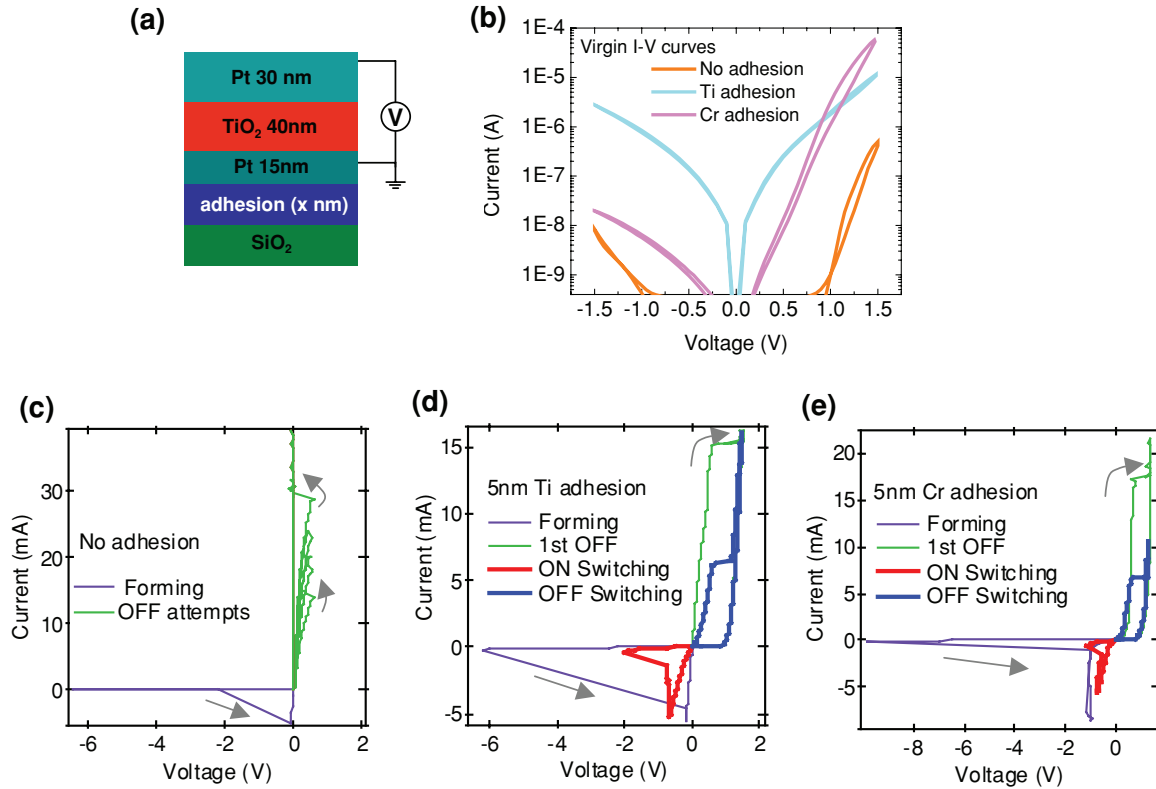 (a)
Pt 30 nm
TiO2 40nm
Pt 15nm
adhesion (x nm)
SiO2
V
(b)
Virgin I-V curves
No adhesion
Ti adhesion
Cr adhesion
1E-4
1E-5
1E-6
1E-7
1E-8
1E-9
Current (A)
-1.5 -1.0 -0.5 0.0 0.5 1.0 1.5
Voltage (V)
(c)
No adhesion
Forming
OFF attempts
30
20
10
0
Current (mA)
-6 -4 -2 0 2
Voltage (V)
(d)
5nm Ti adhesion
Forming
1st OFF
ON Switching
OFF Switching
15
10
5
0
-5
Current (mA)
-6 -4 -2 0 2
Voltage (V)
(e)
5nm Cr adhesion
Forming
1st OFF
ON Switching
OFF Switching
20
15
10
5
0
-5
Current (mA)
-8 -6 -4 -2 0
Voltage (V)